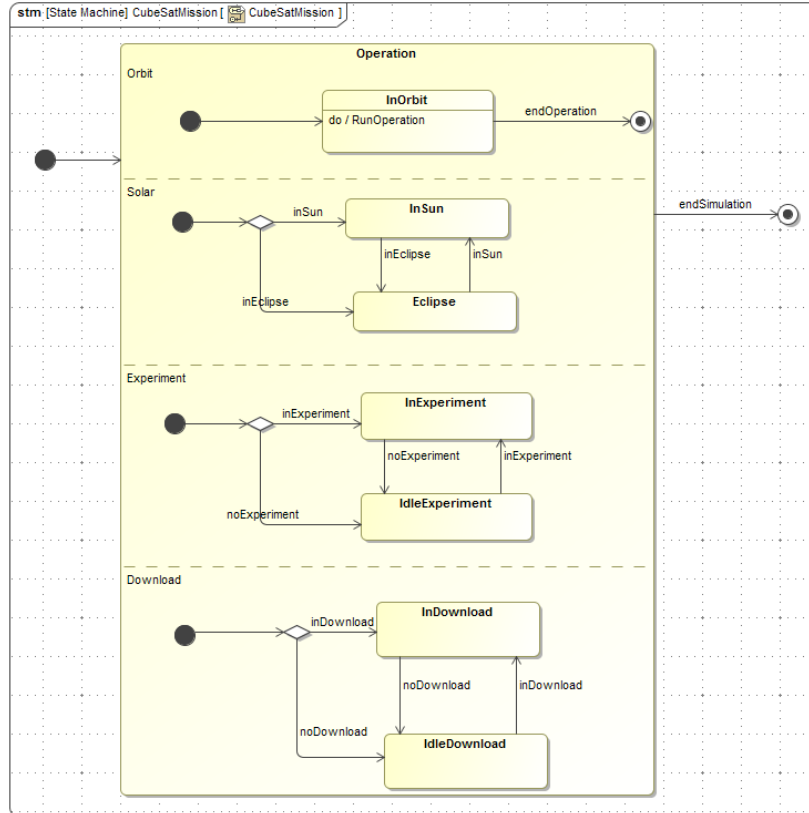 stm [State Machine] CubeSatMission [ CubeSatMission ]
Operation
Orbit
InOrbit
do / RunOperation
endOperation
Solar
inSun
InSun
endSimulation
inEclipse
inSun
inEclipse
Eclipse
Experiment
inExperiment
InExperiment
noExperiment
inExperiment
noExperiment
IdleExperiment
Download
inDownload
InDownload
noDownload
inDownload
noDownload
IdleDownload